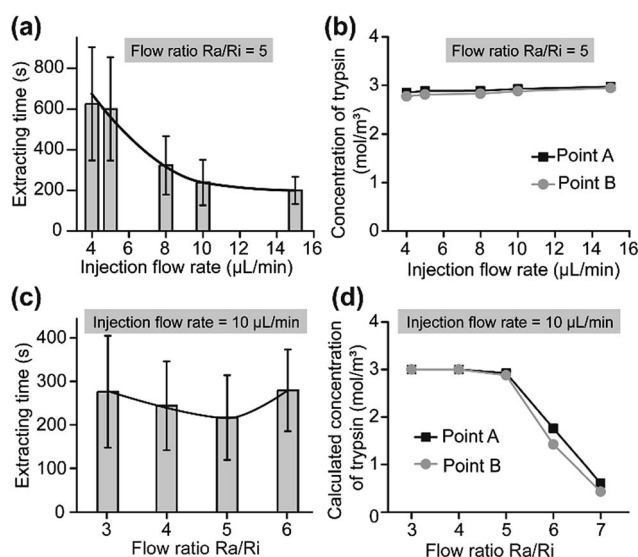 (a)
Flow ratio Ra/Ri = 5
Extracting time (s)
800
600
400
200
0
4 6 8 10 12 14 16
Injection flow rate (µL/min)
(b)
Flow ratio Ra/Ri = 5
Concentration of trypsin
(mol/m³)
4
3
2
1
0
Point A
Point B
4 6 8 10 12 14 16
Injection flow rate (µL/min)
(c)
Injection flow rate = 10 µL/min
Extracting time (s)
400
300
200
100
0
3 4 5 6
Flow ratio Ra/Ri
(d)
Injection flow rate = 10 µL/min
Calculated concentration
of trypsin (mol/m³)
4
3
2
1
0
Point A
Point B
3 4 5 6 7
Flow ratio Ra/Ri